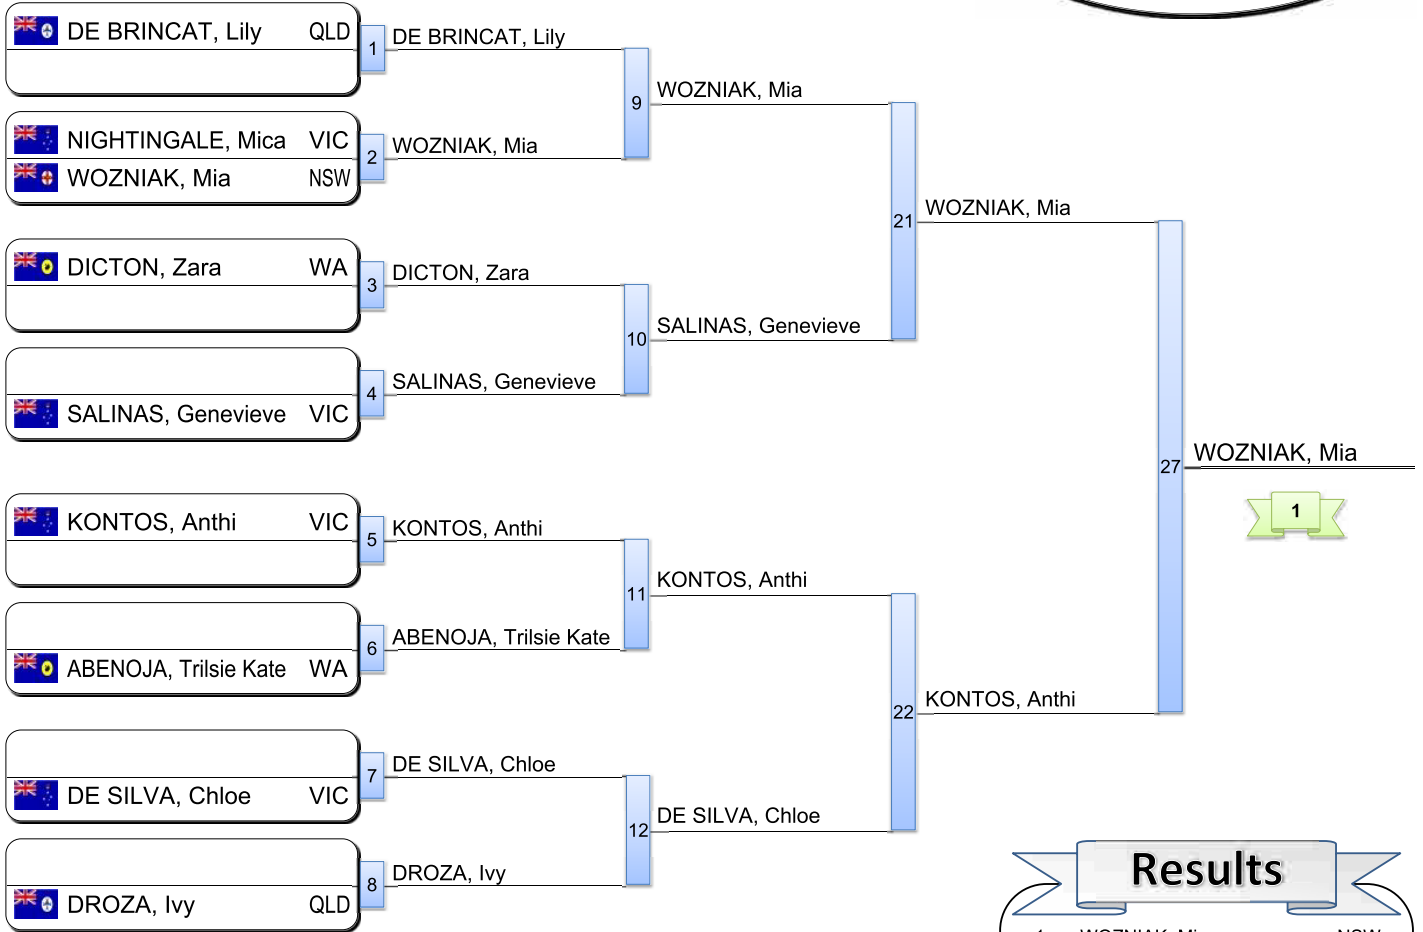 DE BRINCAT, Lily QLD
1
DE BRINCAT, Lily
9
WOZNIAK, Mia
NIGHTINGALE, Mica VIC
WOZNIAK, Mia NSW
2
WOZNIAK, Mia
21
WOZNIAK, Mia
DICTON, Zara WA
3
DICTON, Zara
10
SALINAS, Genevieve
SALINAS, Genevieve VIC
4
SALINAS, Genevieve
27
WOZNIAK, Mia
1
KONTOS, Anthi VIC
5
KONTOS, Anthi
11
KONTOS, Anthi
ABENOJA, Trilsie Kate WA
6
ABENOJA, Trilsie Kate
22
KONTOS, Anthi
DE SILVA, Chloe VIC
7
DE SILVA, Chloe
12
DE SILVA, Chloe
DROZA, Ivy QLD
8
DROZA, Ivy
Results
1 WOZNIAK, Mia NSW